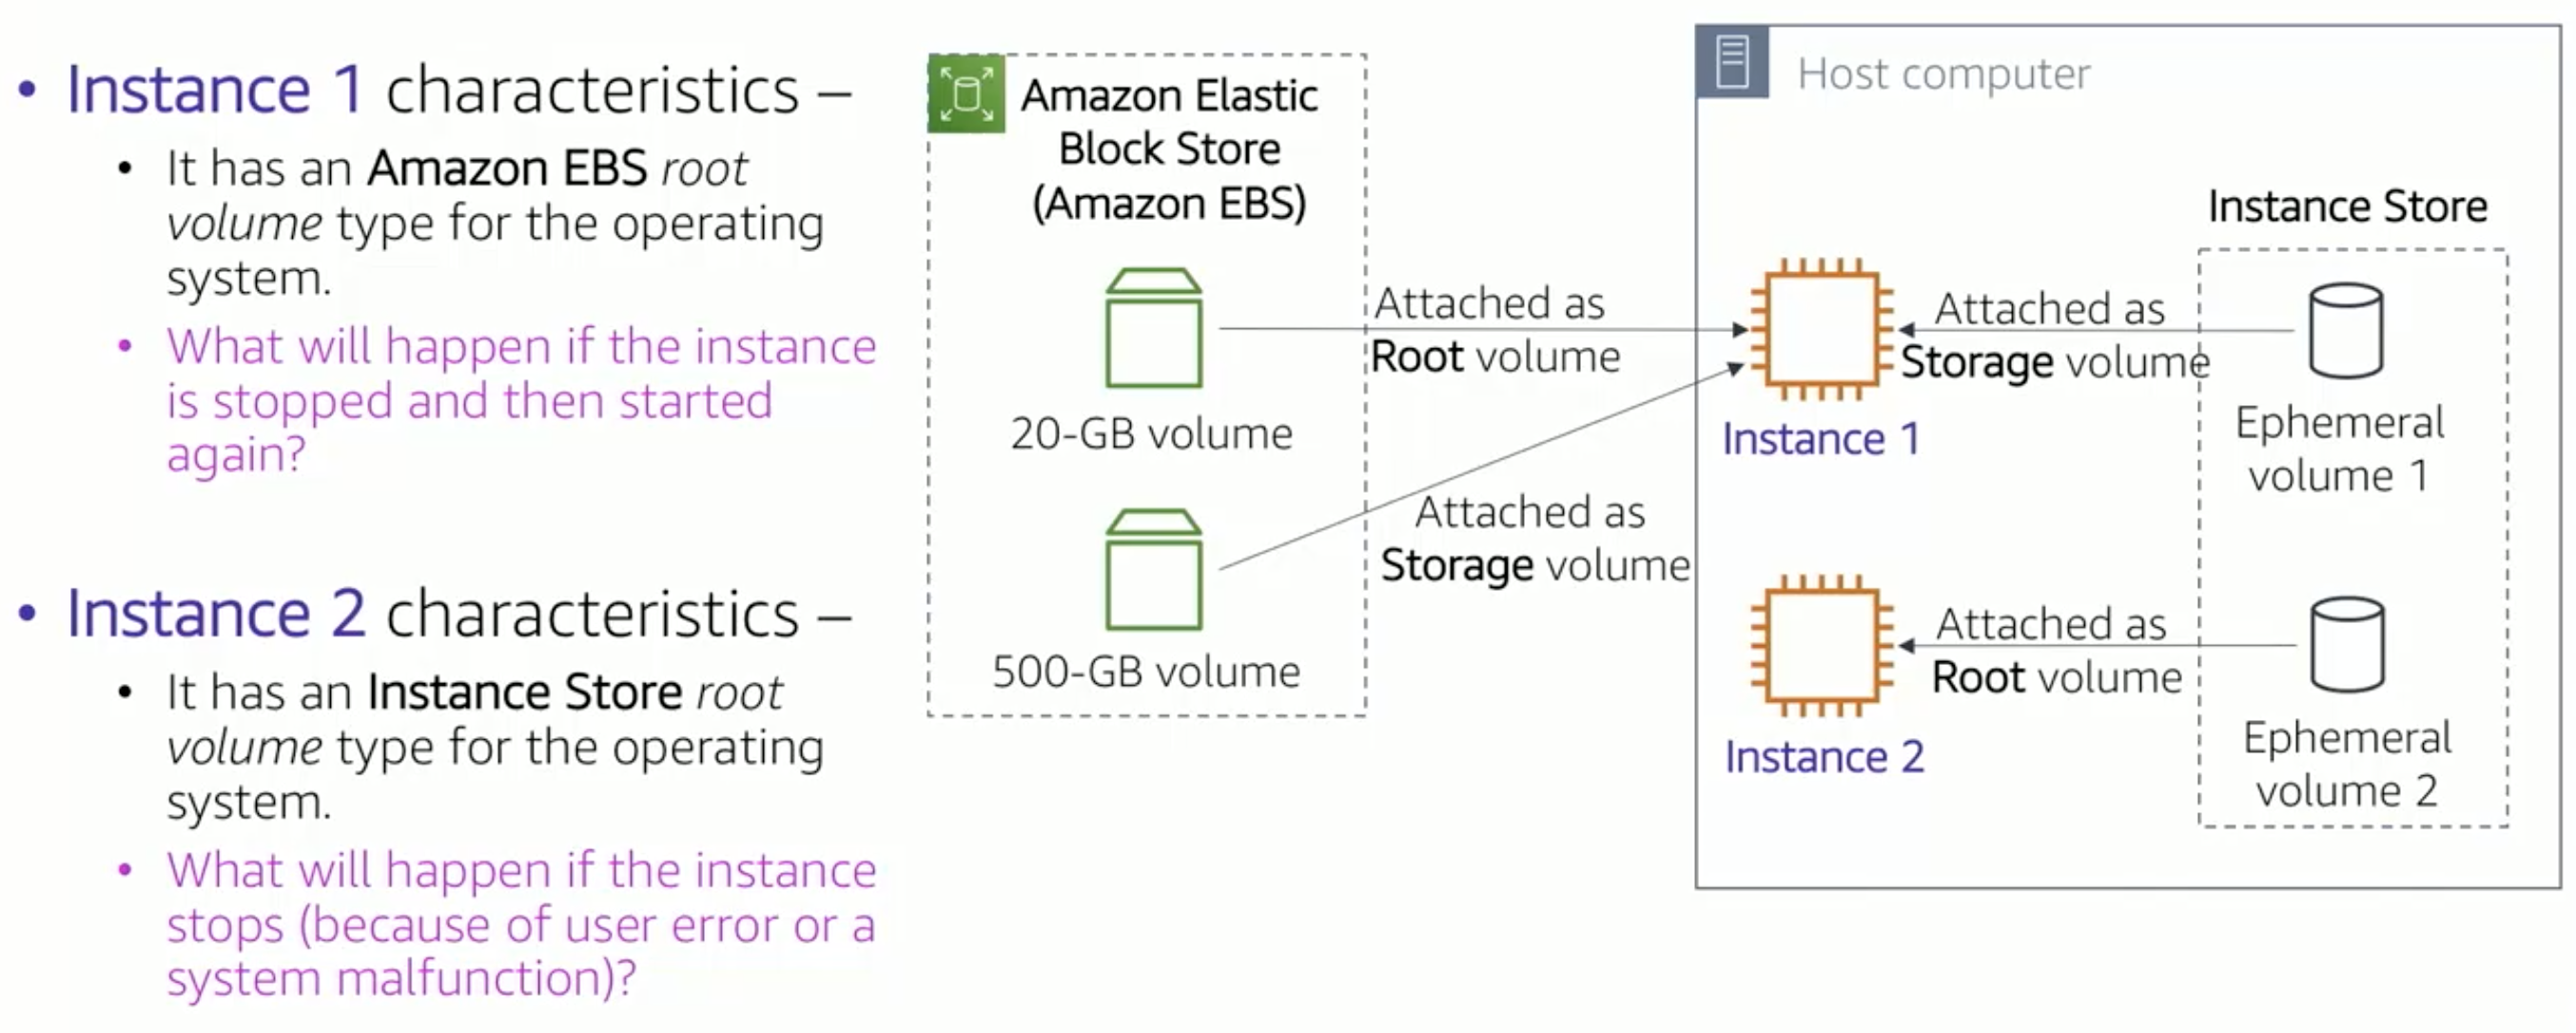 • Instance 1 characteristics –
• It has an Amazon EBS root
volume type for the operating
system.
• What will happen if the instance
is stopped and then started
again?
• Instance 2 characteristics –
• It has an Instance Store root
volume type for the operating
system.
• What will happen if the instance
stops (because of user error or a
system malfunction)?
Amazon Elastic
Block Store
(Amazon EBS)
20-GB volume
500-GB volume
Attached as
Root volume
Attached as
Storage volume
Host computer
Instance 1
Instance 2
Attached as
Storage volume
Attached as
Root volume
Instance Store
Ephemeral
volume 1
Ephemeral
volume 2